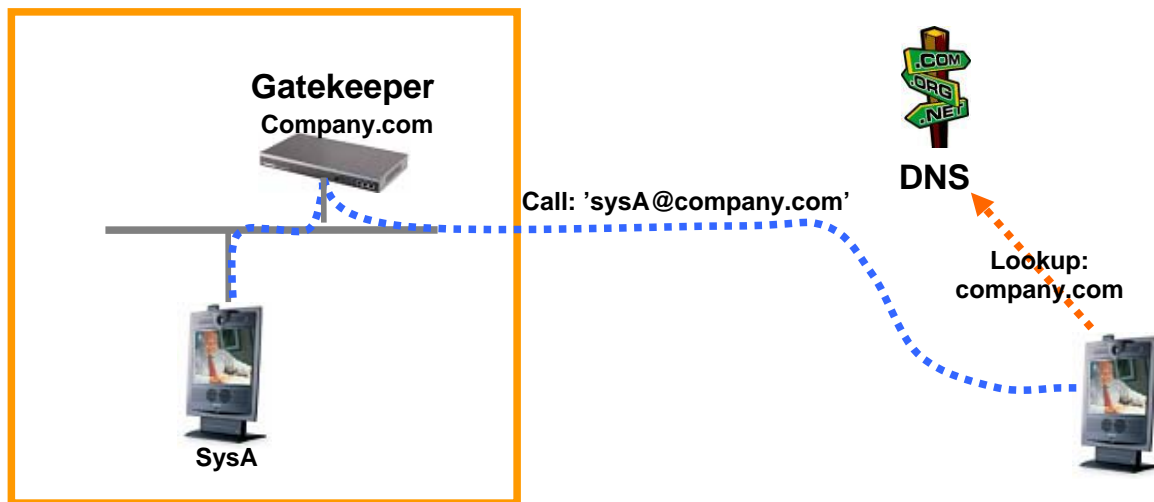 Gatekeeper
Company.com
.COM
.ORG
.NET
DNS
Call: ’sysA@company.com’
Lookup:
company.com
SysA